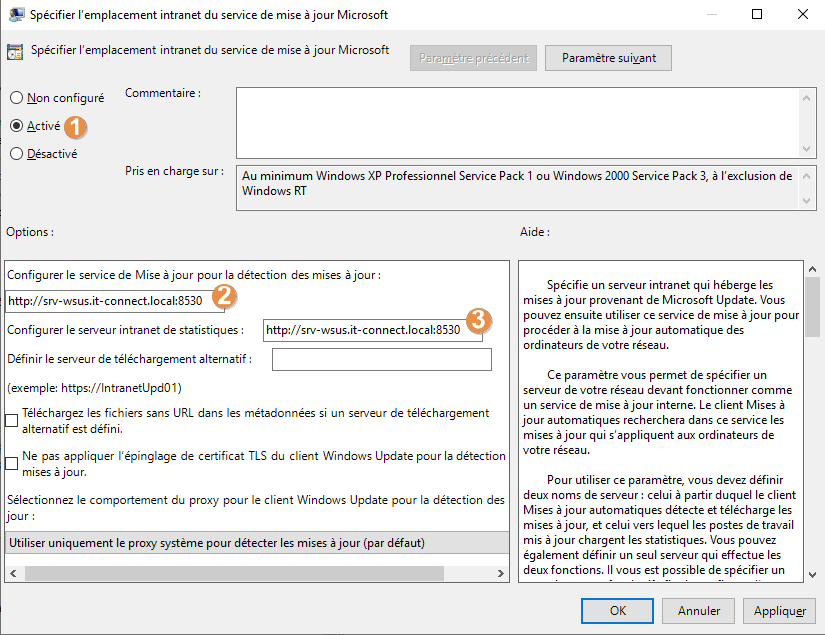 Spécifier l'emplacement intranet du service de mise à jour Microsoft
Spécifier l'emplacement intranet du service de mise à jour Microsoft
Paramètre précédent
Paramètre suivant
Non configuré
Commentaire :
Activé
1
Désactivé
Pris en charge sur :
Au minimum Windows XP Professionnel Service Pack 1 ou Windows 2000 Service Pack 3, à l'exclusion de
Windows RT
Options :
Aide :
Configurer le service de Mise à jour pour la détection des mises à jour :
http://srv-wsus.it-connect.local:8530
2
Configurer le serveur intranet de statistiques :
http://srv-wsus.it-connect.local:8530
3
Définir le serveur de téléchargement alternatif :
(exemple: https://IntranetUpd01)
Téléchargez les fichiers sans URL dans les métadonnées si un serveur de téléchargement
alternatif est défini.
Ne pas appliquer l'épinglage de certificat TLS du client Windows Update pour la détection
mises à jour.
Sélectionnez le comportement du proxy pour le client Windows Update pour la détection des
jour :
Utiliser uniquement le proxy système pour détecter les mises à jour (par défaut)
Spécifie un serveur intranet qui héberge les
mises à jour provenant de Microsoft Update. Vous
pouvez ensuite utiliser ce service de mise à jour pour
procéder à la mise à jour automatique des
ordinateurs de votre réseau.
Ce paramètre vous permet de spécifier un
serveur de votre réseau devant fonctionner comme
un service de mise à jour interne. Le client Mises à
jour automatiques recherchera dans ce service les
mises à jour qui s'appliquent aux ordinateurs de
votre réseau.
Pour utiliser ce paramètre, vous devez définir
deux noms de serveur : celui à partir duquel le client
Mises à jour automatiques détecte et télécharge les
mises à jour, et celui vers lequel les postes de travail
mis à jour chargent les statistiques. Vous pouvez
également définir un seul serveur qui effectue les
deux fonctions. Il vous est possible de spécifier un
OK
Annuler
Appliquer